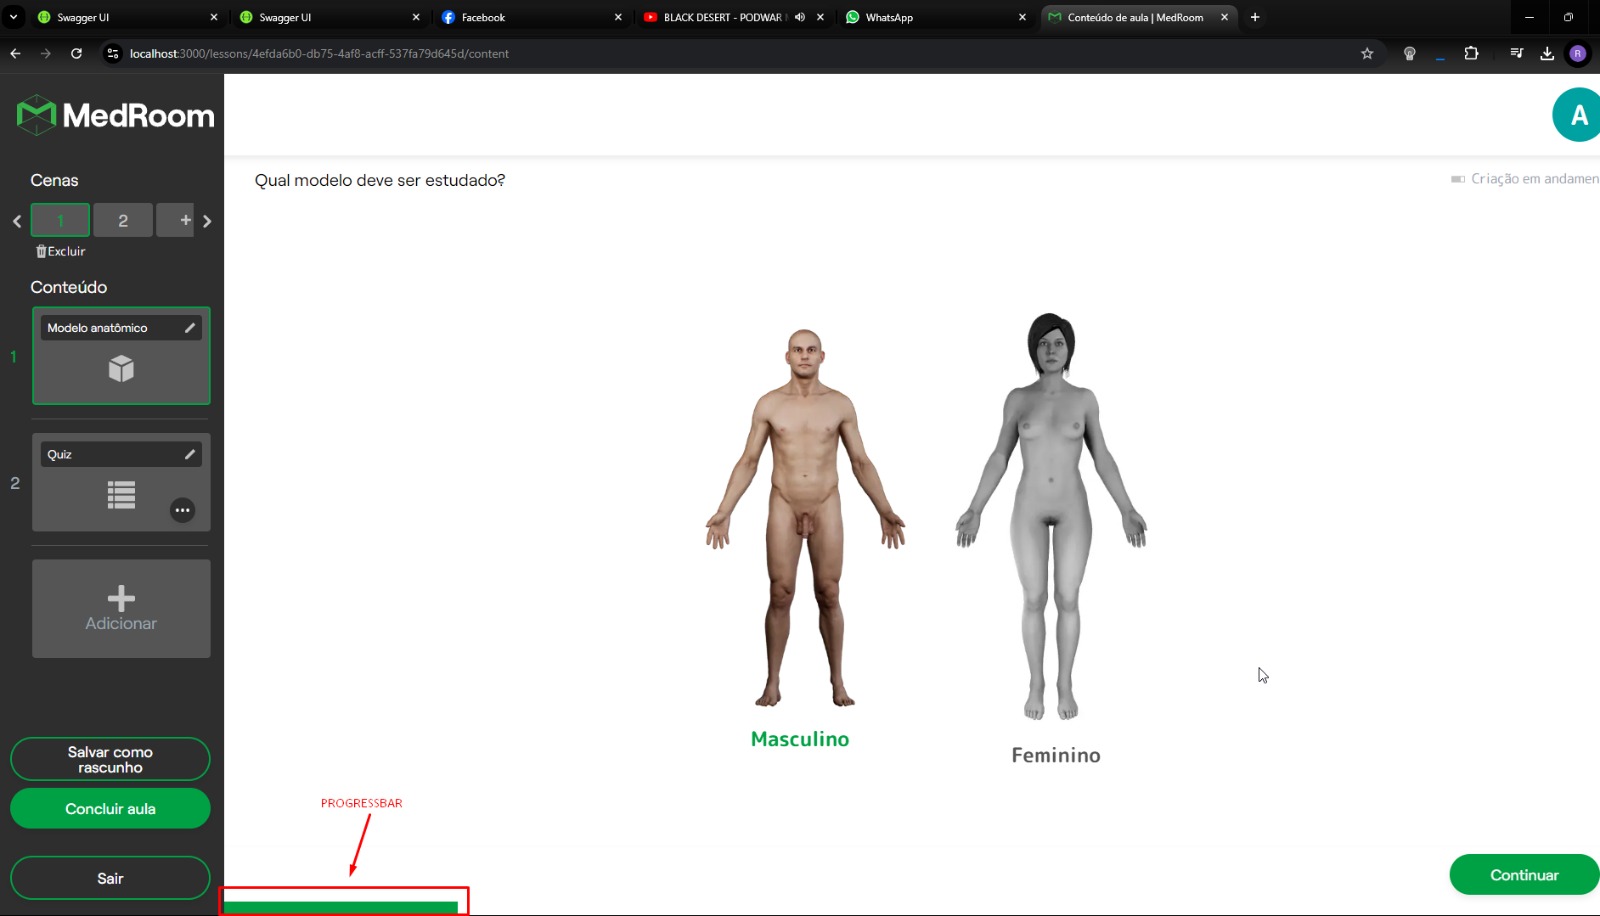 Swagger UI
Swagger UI
Facebook
BLACK DESERT - PODWAR
WhatsApp
Conteúdo de aula | MedRoom
localhost:3000/lessons/4efda6b0-db75-4af8-acff-537fa79d645d/content
R
MedRoom
A
Cenas
1
2
+
Excluir
Conteúdo
1
Modelo anatômico
2
Quiz
Adicionar
Salvar como
rascunho
Concluir aula
Sair
Qual modelo deve ser estudado?
Criação em andamen
Masculino
Feminino
PROGRESSBAR
Continuar